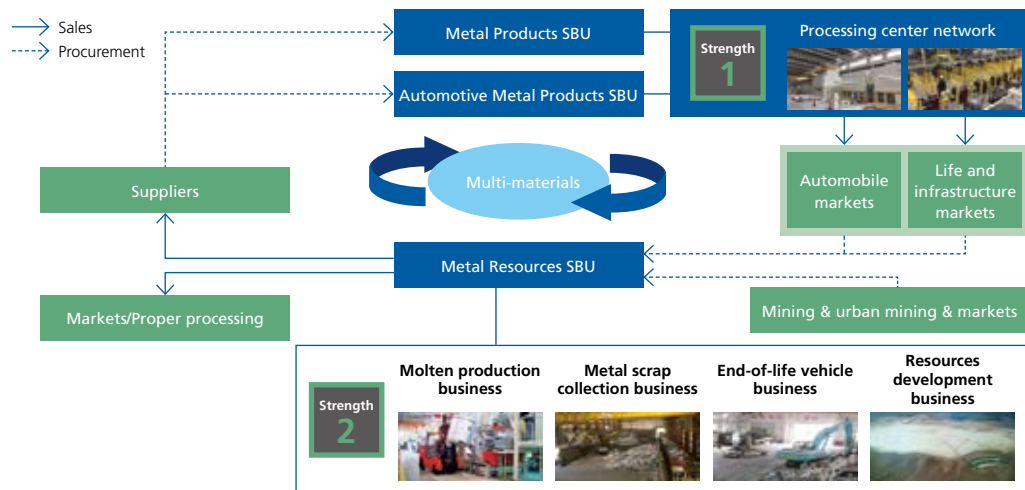 Sales
Procurement
Metal Products SBU
Automotive Metal Products SBU
Strength
1
Processing center network
Suppliers
Multi-materials
Automobile
markets
Life and
infrastructure
markets
Metal Resources SBU
Markets/Proper processing
Mining & urban mining & markets
Strength
2
Molten production
business
Metal scrap
collection business
End-of-life vehicle
business
Resources
development
business